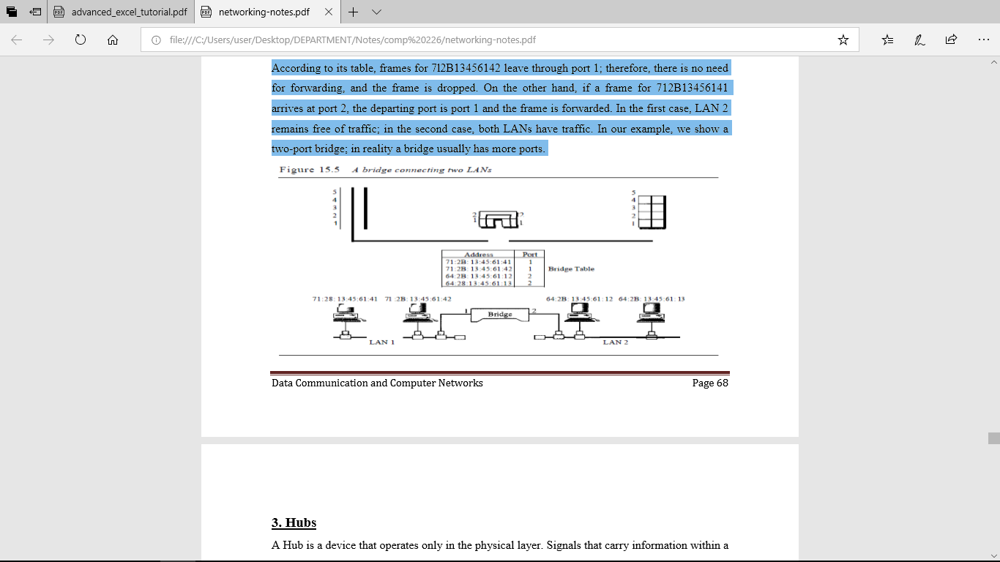 advanced_excel_tutorial.pdf networking-notes.pdf
file:///C:/Users/user/Desktop/DEPARTMENT/Notes/comp%20226/networking-notes.pdf
According to its table, frames for 7l2B13456142 leave through port 1; therefore, there is no need
for forwarding, and the frame is dropped. On the other hand, if a frame for 712B13456141
arrives at port 2, the departing port is port 1 and the frame is forwarded. In the first case, LAN 2
remains free of traffic; in the second case, both LANs have traffic. In our example, we show a
two-port bridge; in reality a bridge usually has more ports.
Figure 15.5 A bridge connecting two LANs
5 5
4 4
3 3
2 2 2 2
1 1 1 1
Address Port
71:2B: 13:45:61:41 1
71:2B: 13:45:61:42 1
64:2B: 13:45:61:12 2
64:28:13:45:61:13 2
Bridge Table
71:28: 13:45:61:41 71 :2B: 13:45:61:42 64:2B: 13:45:61: 12 64:2B: 13:45:61: 13
1 Bridge 2
LAN 1 LAN 2
Data Communication and Computer Networks Page 68
3. Hubs
A Hub is a device that operates only in the physical layer. Signals that carry information within a